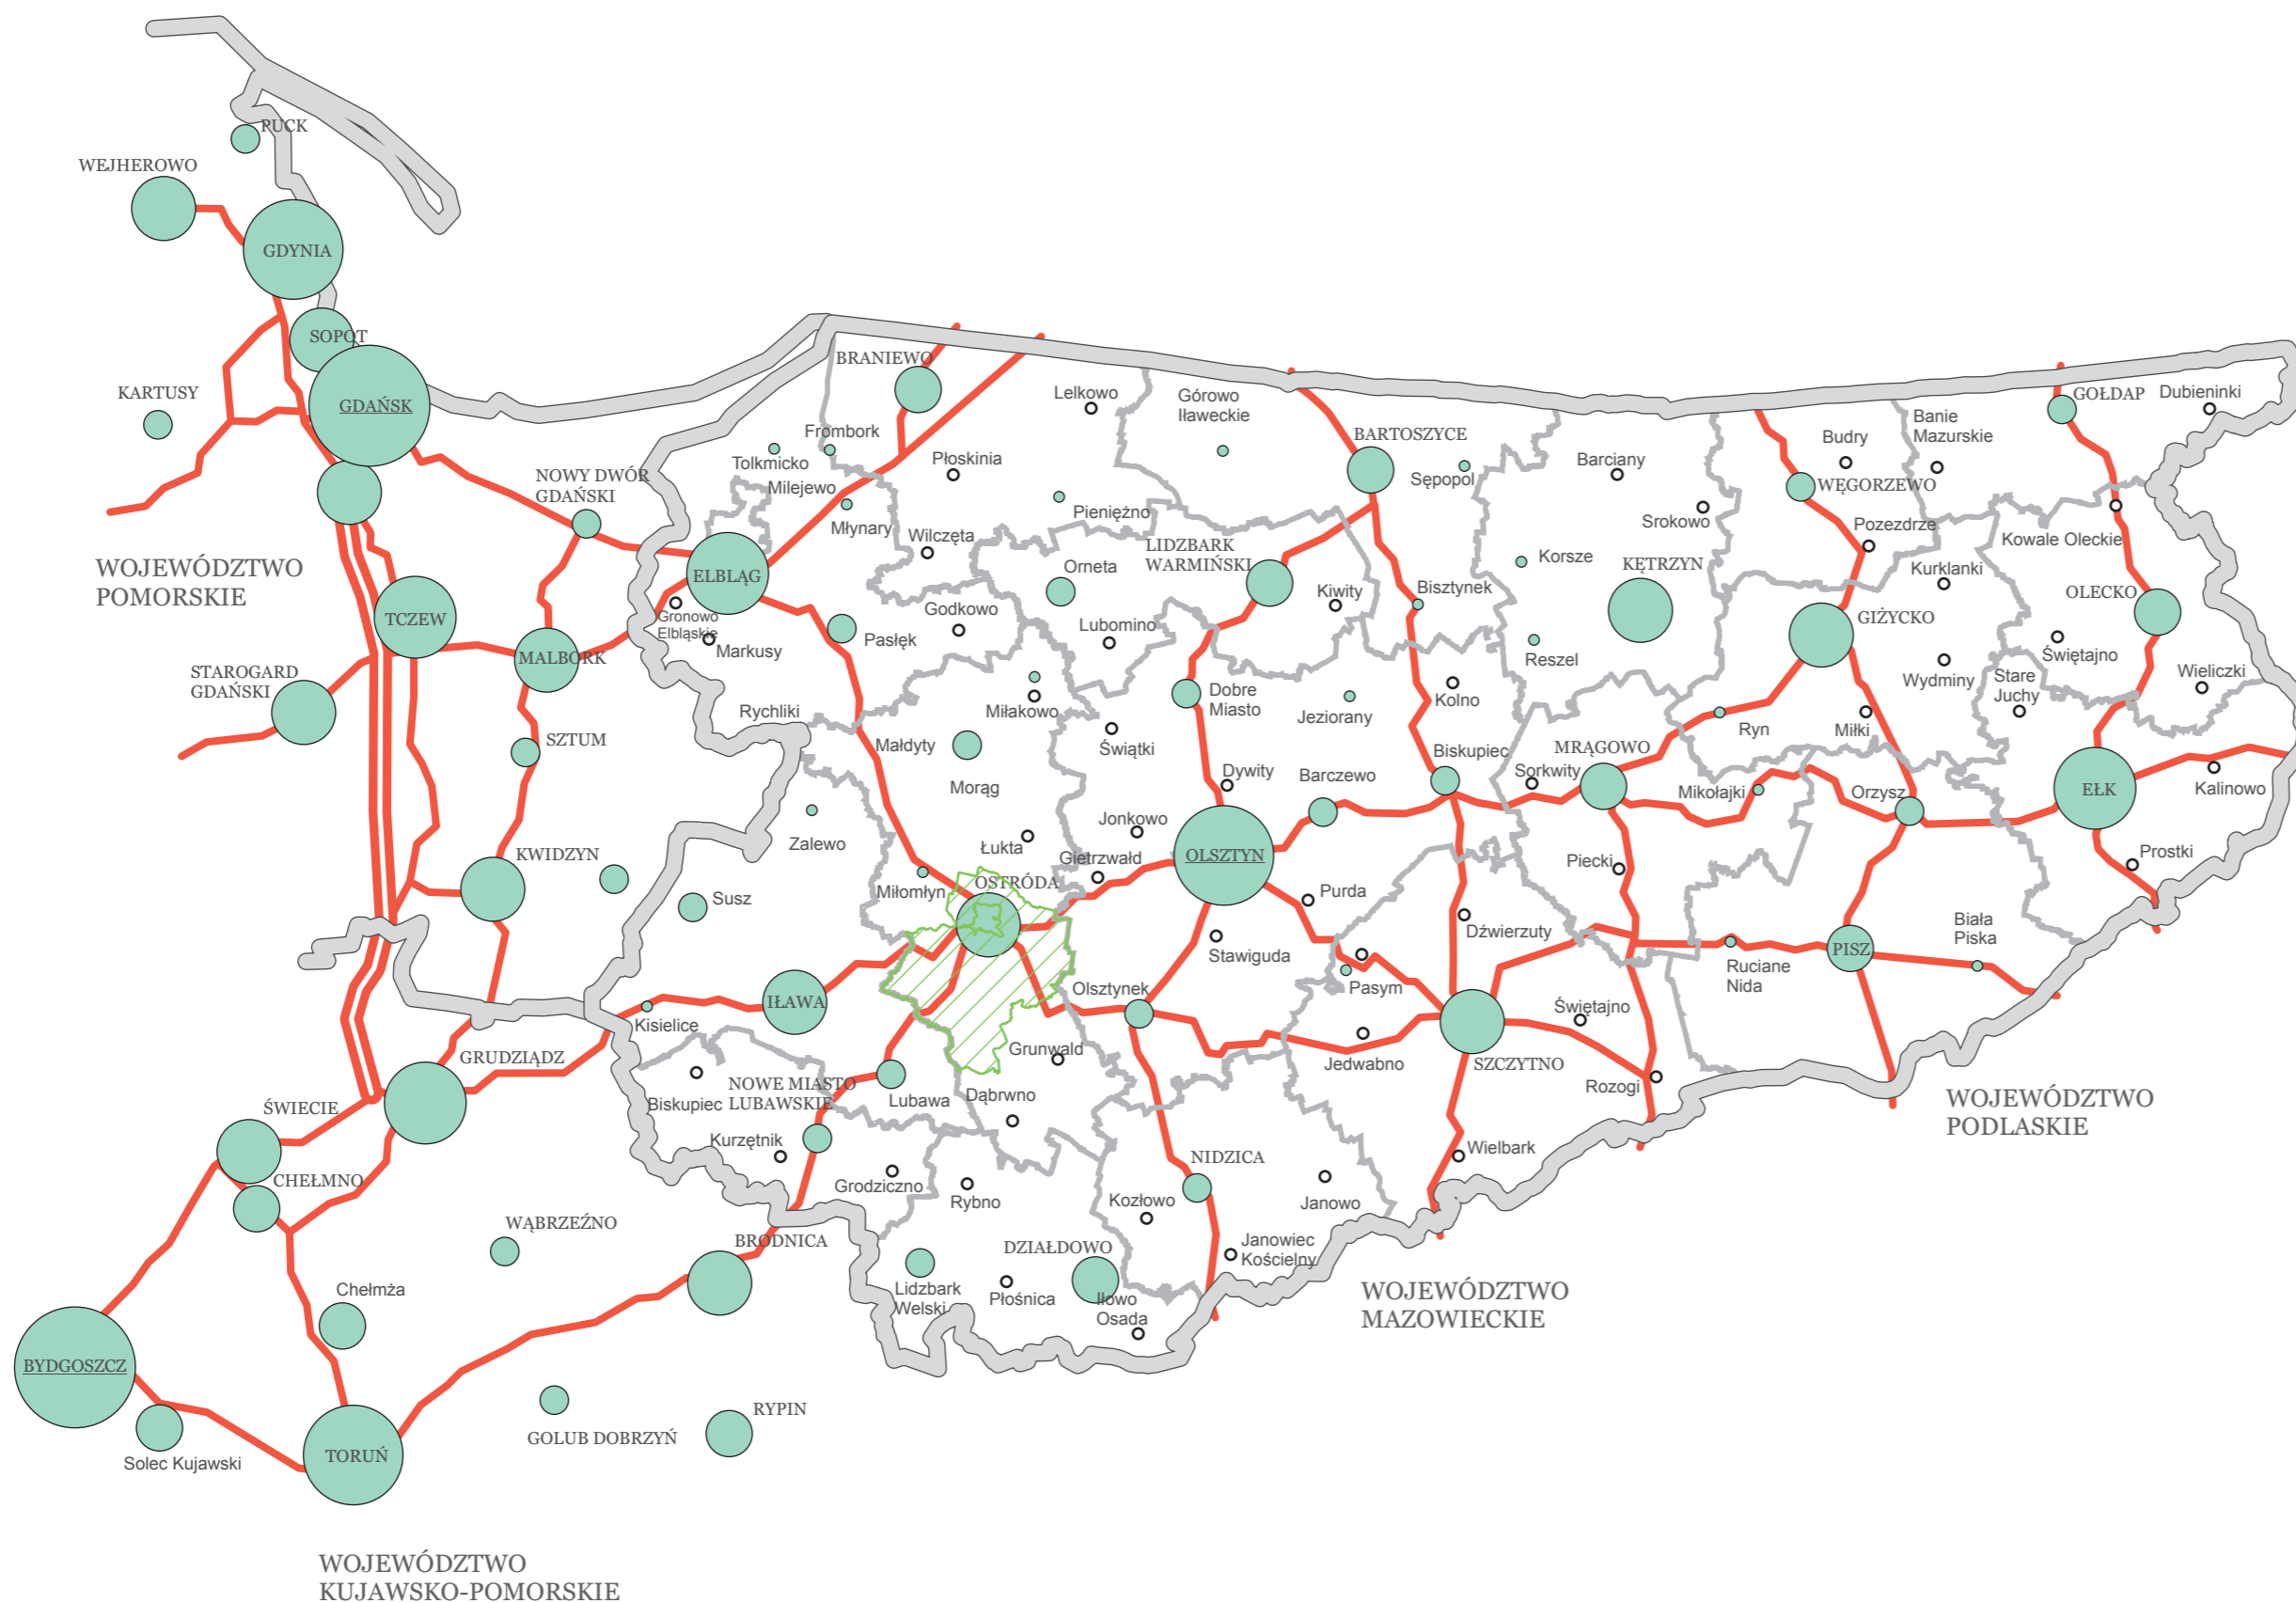 PUCK
WEJHEROWO
GDYNIA
SOPOT
KARTUSY
GDAŃSK
BRANIEWO
Lelkowo
Górowo
Iławeckie
GOŁDAP
Dubieninki
Frombork
Tolkmicko
Milejewo
Płoskinia
BARTOSZYCE
Sępopol
Barciany
Budry
Banie
Mazurskie
NOWY DWÓR
GDAŃSKI
Młynary
Pieniężno
Srokowo
WĘGORZEWO
Pozezdrze
Kowale Oleckie
WOJEWÓDZTWO
POMORSKIE
ELBLĄG
Wilczęta
LIDZBARK
WARMIŃSKI
Orneta
Kiwity
Bisztynek
Korsze
KĘTRZYN
Kurklanki
OLECKO
TCZEW
Gronowo
Elbląskie
Markusy
Pasłęk
Godkowo
Lubomino
Reszel
GIŻYCKO
Świętajno
MALBORK
STAROGARD
GDAŃSKI
Rychliki
Miłakowo
Dobre
Miasto
Jeziorany
Kolno
Wydminy
Stare
Juchy
Wieliczki
SZTUM
Małdyty
Świątki
Ryn
Miłki
Morąg
Dywity
Barczewo
Biskupiec
MRĄGOWO
Sorkwity
Mikołajki
Orzysz
EŁK
Kalinowo
Zalewo
Jonkowo
KWIDZYN
Łukta
Gietrzwałd
OLSZTYN
Piecki
Prostki
Susz
Miłomłyn
OSTRÓDA
Purda
Stawiguda
Dźwierzuty
Biała
Piska
PISZ
Ruciane
Nida
Pasym
Olsztynek
IŁAWA
Kisielice
Świętajno
GRUDZIĄDZ
Grunwald
Jedwabno
SZCZYTNO
Rozogi
ŚWIECIE
NOWE MIASTO
LUBAWSKIE
Biskupiec
Lubawa
Dąbrwno
WOJEWÓDZTWO
PODLASKIE
CHEŁMNO
Kurzętnik
Grodziczno
Rybno
NIDZICA
Kozłowo
Janowo
Wielbark
WĄBRZEŹNO
BRODNICA
DZIAŁDOWO
Janowiec
Kościelny
Chełmża
Lidzbark
Welski
Płośnica
Iłowo
Osada
WOJEWÓDZTWO
MAZOWIECKIE
BYDGOSZCZ
Solec Kujawski
TORUŃ
GOLUB DOBRZYŃ
RYPIN
WOJEWÓDZTWO
KUJAWSKO-POMORSKIE